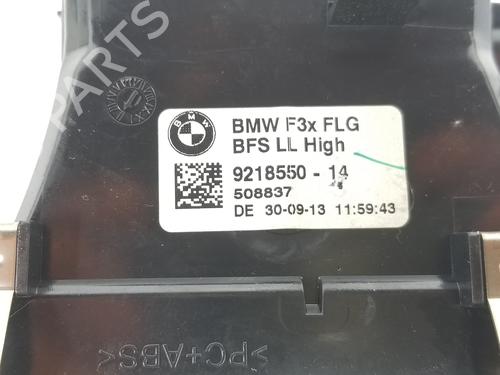 PARTS
BMW
BMW F3x FLG
BFS LL High
9218550 - 14
508837
DE 30-09-13 11:59:43
>PC+ABS<